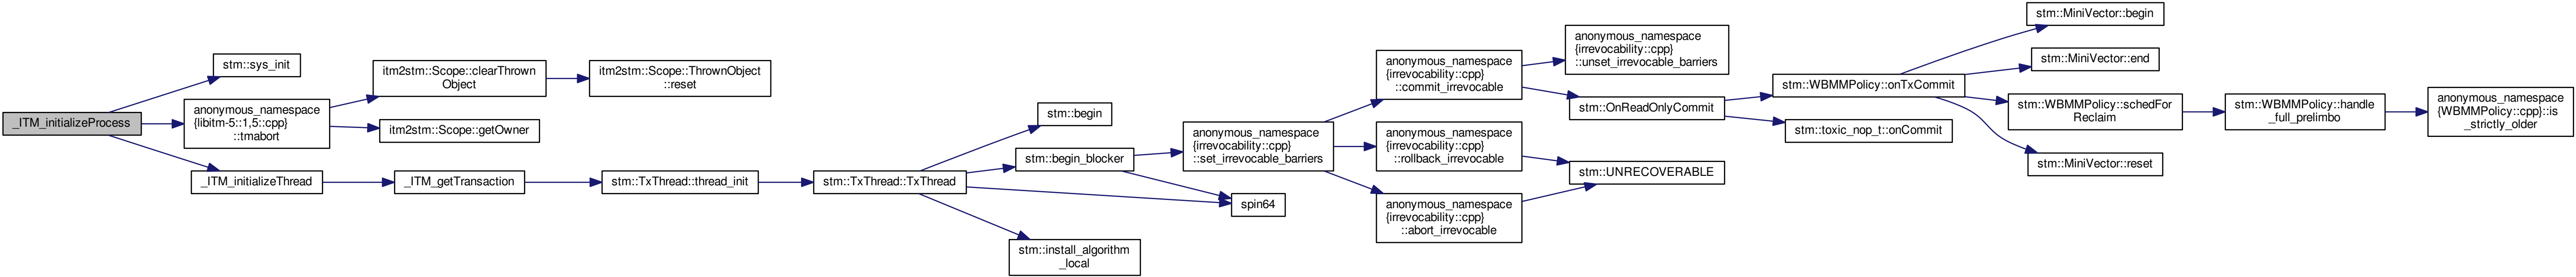 _ITM_initializeProcess
stm::sys_init
anonymous_namespace
{libitm-5::1,5::cpp}
::tmabort
_ITM_initializeThread
itm2stm::Scope::clearThrown
Object
itm2stm::Scope::getOwner
_ITM_getTransaction
itm2stm::Scope::ThrownObject
::reset
stm::TxThread::thread_init
stm::TxThread::TxThread
stm::begin
stm::begin_blocker
stm::install_algorithm
_local
anonymous_namespace
{irrevocability::cpp}
::set_irrevocable_barriers
spin64
anonymous_namespace
{irrevocability::cpp}
::commit_irrevocable
anonymous_namespace
{irrevocability::cpp}
::rollback_irrevocable
anonymous_namespace
{irrevocability::cpp}
::abort_irrevocable
anonymous_namespace
{irrevocability::cpp}
::unset_irrevocable_barriers
stm::OnReadOnlyCommit
stm::UNRECOVERABLE
stm::WBMMPolicy::onTxCommit
stm::toxic_nop_t::onCommit
stm::MiniVector::begin
stm::MiniVector::end
stm::WBMMPolicy::schedFor
Reclaim
stm::MiniVector::reset
stm::WBMMPolicy::handle
_full_prelimbo
anonymous_namespace
{WBMMPolicy::cpp}::is
_strictly_older